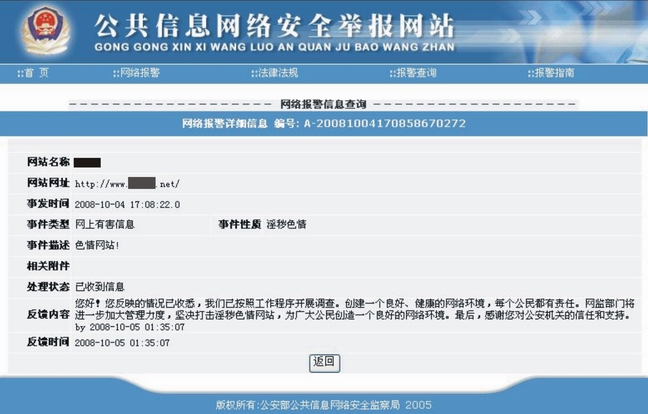 公共信息网络安全举报网站
GONG GONG XIN XI WANG LUO AN QUAN JU BAO WANG ZHAN
::首 页 ::网络报警 ::法律法规 ::报警查询 ::报警指南
网络报警信息查询
网络报警详细信息 编号: A-20081004170858670272
网站名称
网站网址 http://www. .net/
事发时间 2008-10-04 17:08:22.0
事件类型 网上有害信息 事件性质 淫秽色情
事件描述 色情网站!
相关附件
处理状态 已收到信息
反馈内容 您好! 您反映的情况已收悉，我们已按照工作程序开展调查。创建一个良好、健康的网络环境，每个公民都有责任。网监部门将
进一步加大管理力度，坚决打击淫秽色情网站，为广大公民创造一个良好的网络环境。最后，感谢您对公安机关的信任和支持。
by 2008-10-05 01:35:07
反馈时间 2008-10-05 01:35:07
返回
版权所有:公安部公共信息网络安全监察局 2005